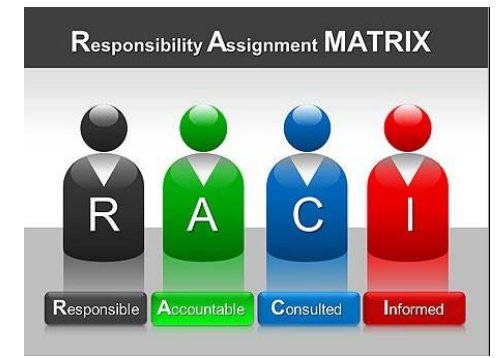 Responsibility Assignment MATRIX
R A C I
Responsible Accountable Consulted Informed